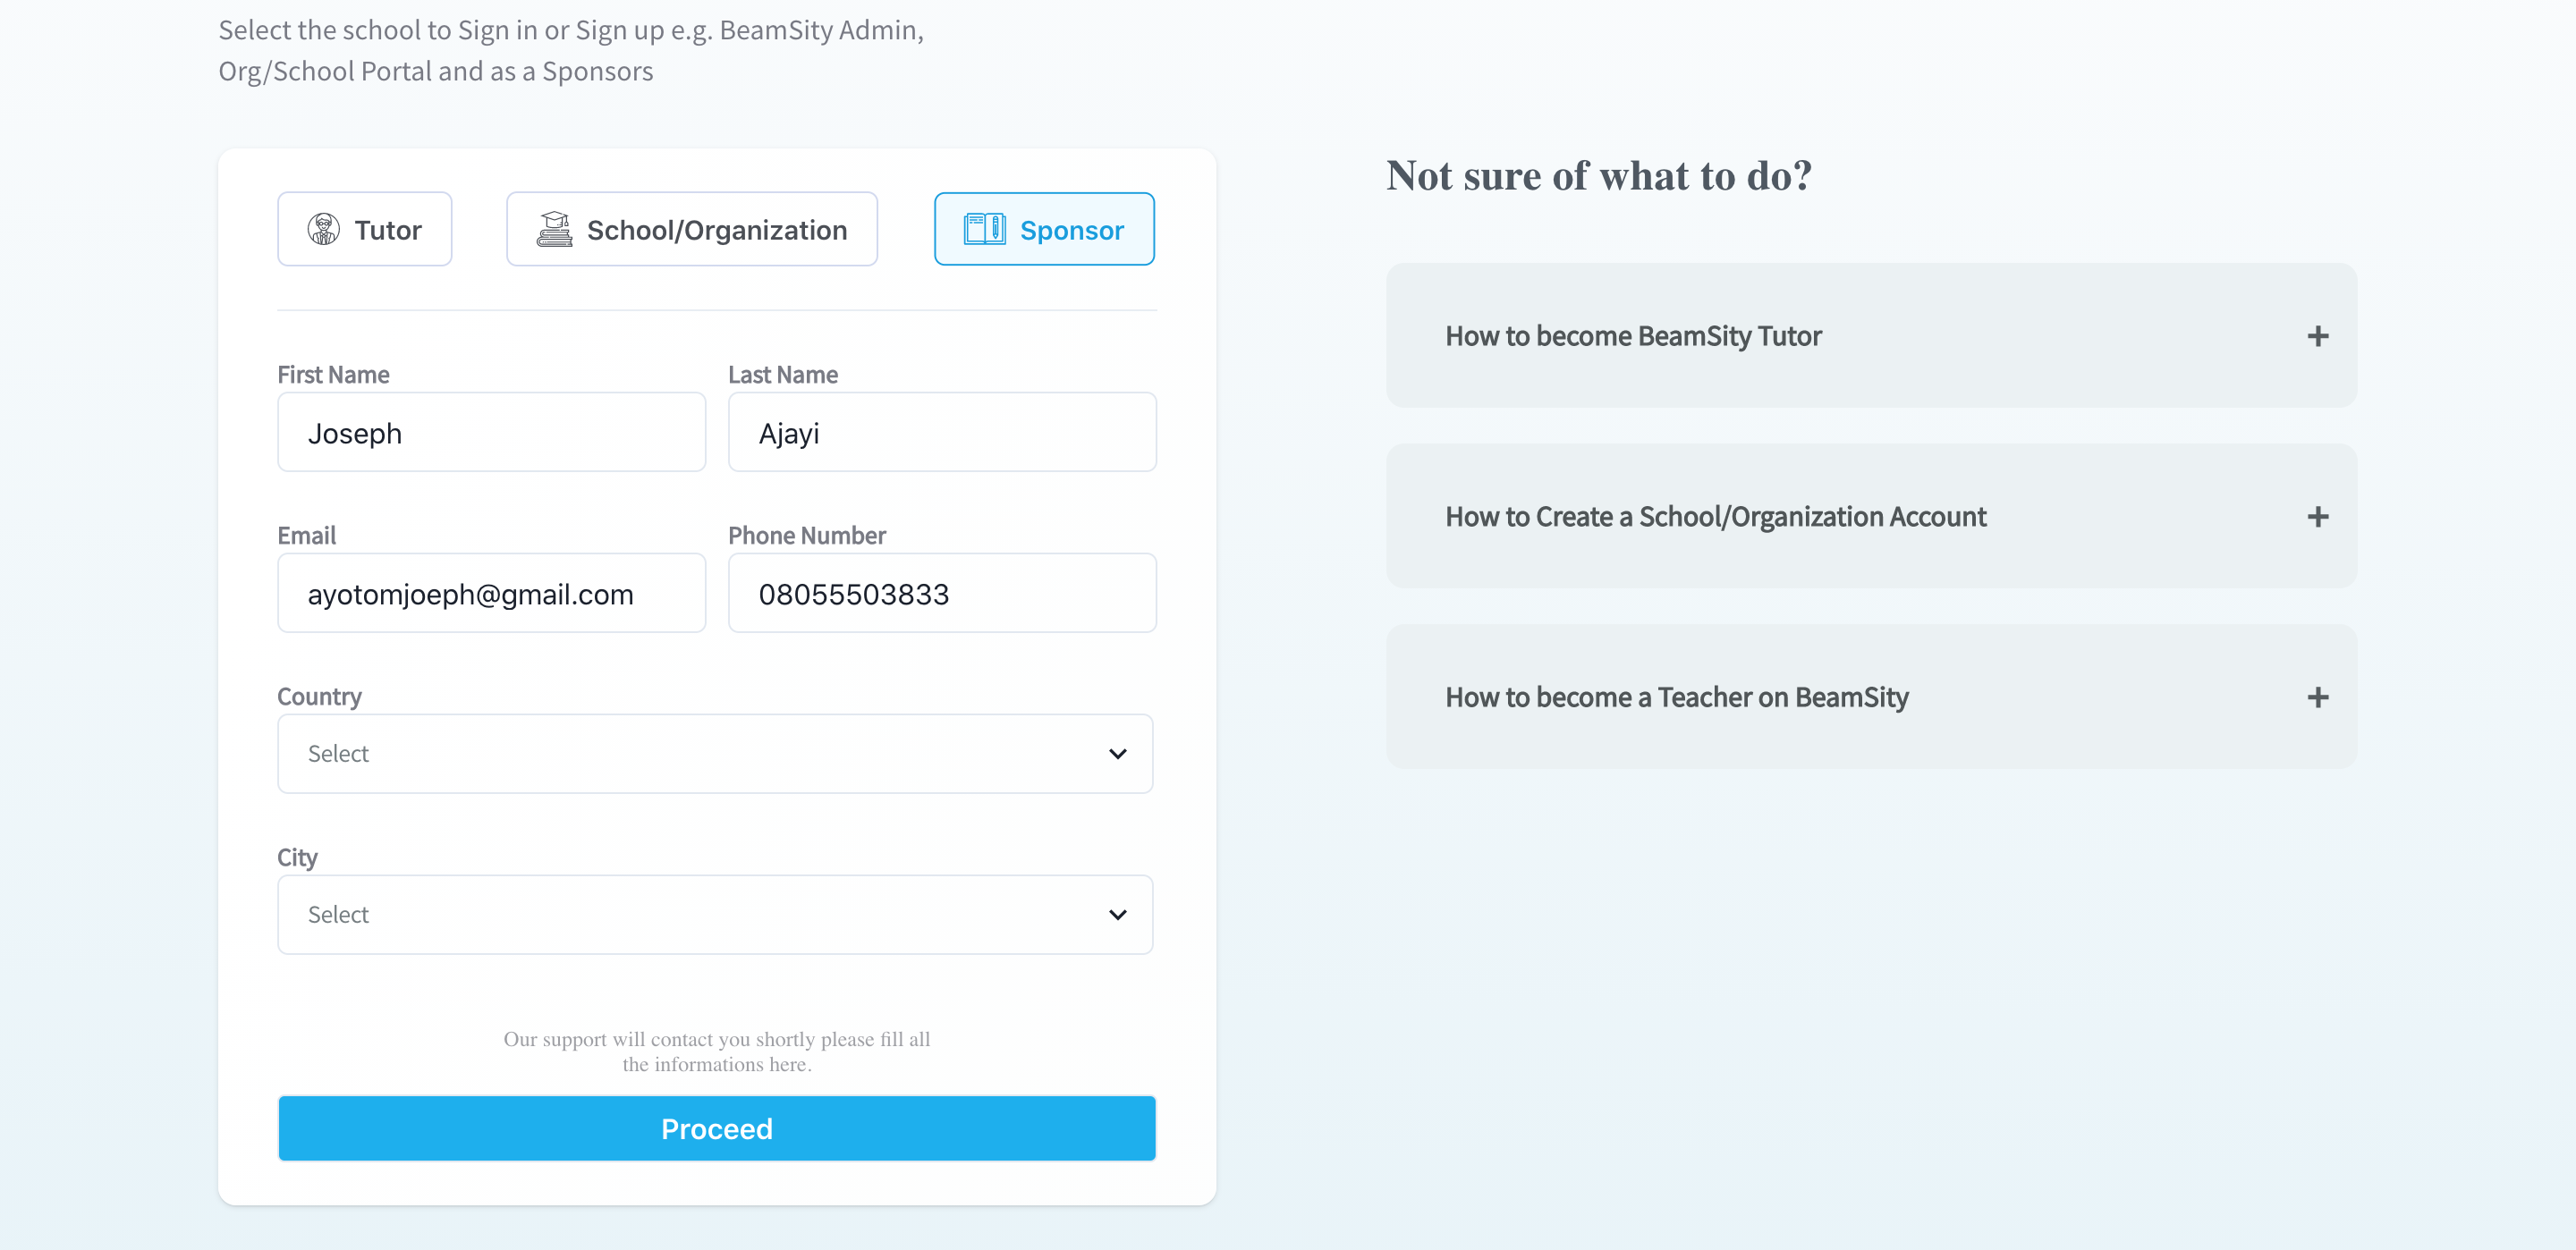 Select the school to Sign in or Sign up e.g. BeamSity Admin,
Org/School Portal and as a Sponsors
Tutor
School/Organization
Sponsor
First Name
Last Name
Joseph
Ajayi
Email
Phone Number
ayotomjoeph@gmail.com
08055503833
Country
Select
City
Select
Our support will contact you shortly please fill all
the informations here.
Proceed
Not sure of what to do?
How to become BeamSity Tutor
How to Create a School/Organization Account
How to become a Teacher on BeamSity